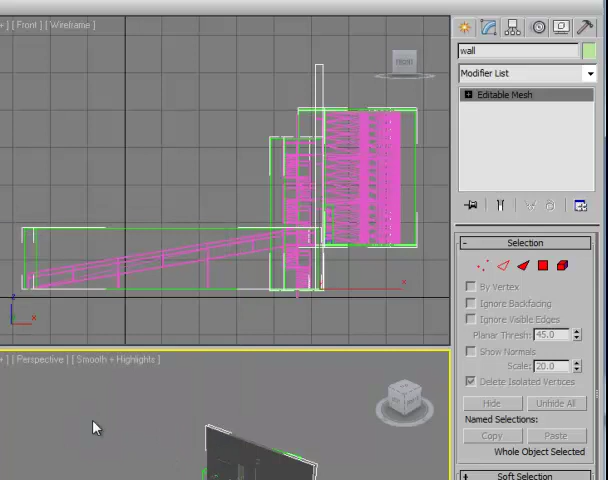 + ] [ Front ] [ Wireframe ]
FRONT
x
z
x
+ ] [ Perspective ] [ Smooth + Highlights ]
wall
Modifier List
Editable Mesh
Selection
By Vertex
Ignore Backfacing
Ignore Visible Edges
Planar Thresh: 45.0
Show Normals
Scale: 20.0
Delete Isolated Vertices
Hide
Unhide All
Named Selections:
Copy
Paste
Whole Object Selected
+ Soft Selection